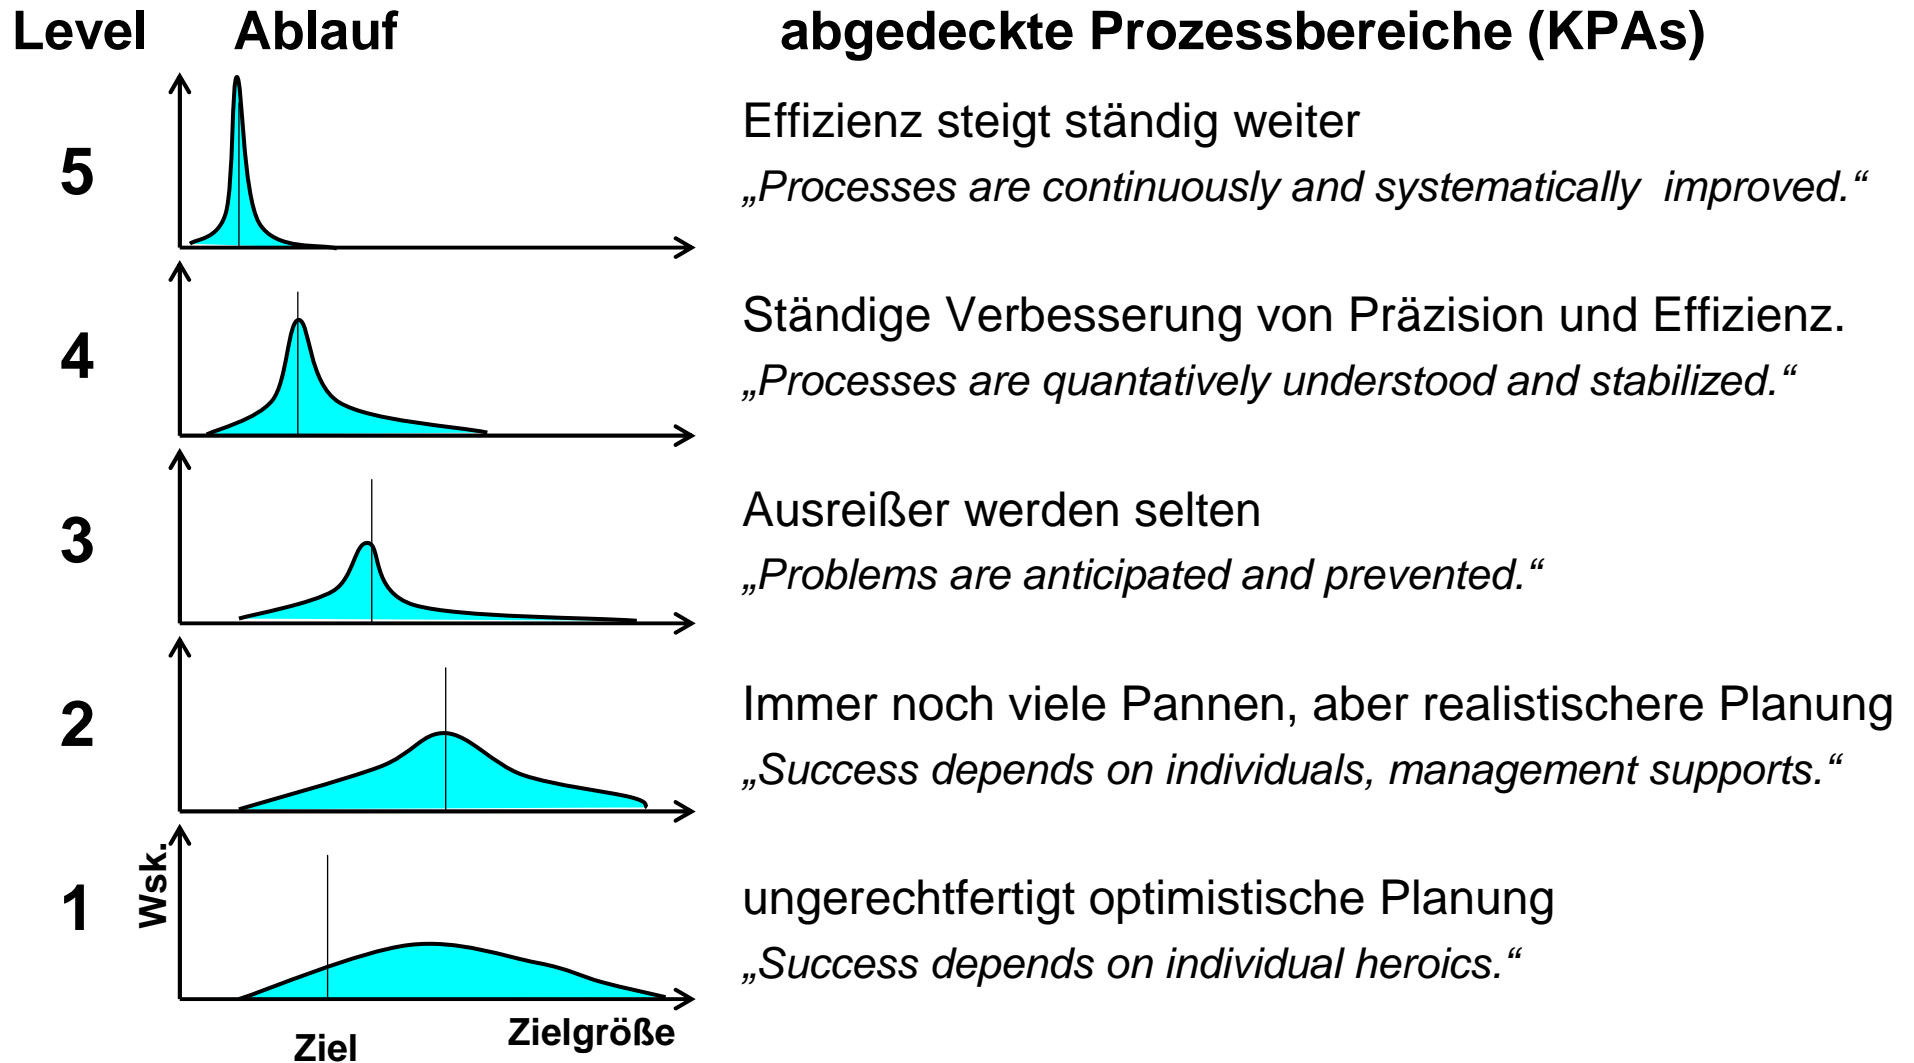 Level Ablauf abgedeckte Prozessbereiche (KPAs)
5
Effizienz steigt ständig weiter
„Processes are continuously and systematically improved.“
4
Ständige Verbesserung von Präzision und Effizienz.
„Processes are quantatively understood and stabilized.“
3
Ausreißer werden selten
„Problems are anticipated and prevented.“
2
Immer noch viele Pannen, aber realistischere Planung
„Success depends on individuals, management supports.“
1
Wsk.
ungerechtfertigt optimistische Planung
„Success depends on individual heroics.“
Ziel
Zielgröße